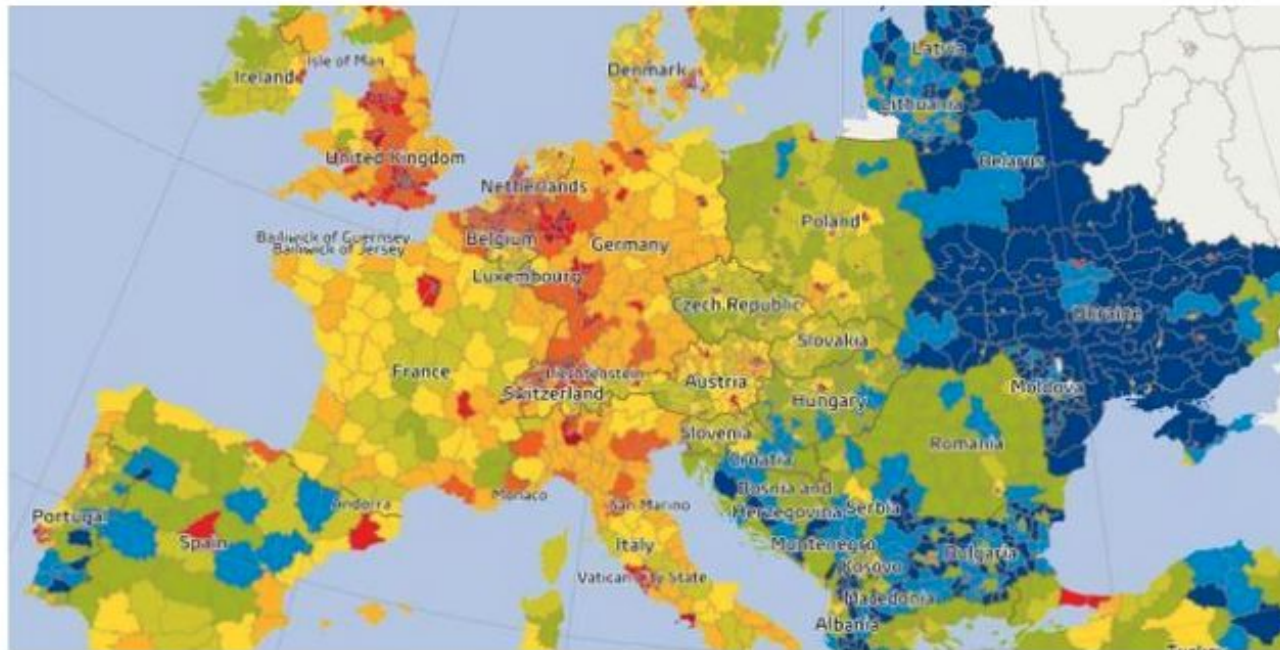 Latvia
Isle of Man
Ireland
Denmark
Lithuania
United Kingdom
Belarus
Netherlands
Poland
Bailiwick of Guernsey
Bailiwick of Jersey
Belgium
Germany
Luxembourg
Czech Republic
Ukraine
Slovakia
France
Liechtenstein
Switzerland
Austria
Moldova
Hungary
Slovenia
Romania
Croatia
Andorra
Monaco
San Marino
Bosnia and
Herzegovina
Serbia
Portugal
Spain
Italy
Montenegro
Bulgaria
Kosovo
Vatican City State
Macedonia
Albania